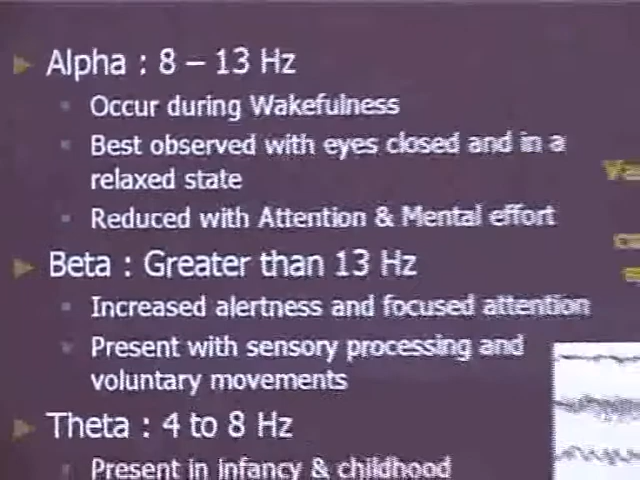 Alpha : 8 – 13 Hz
Occur during Wakefulness
Best observed with eyes closed and in a
relaxed state
Reduced with Attention & Mental effort
Beta : Greater than 13 Hz
Increased alertness and focused attention
Present with sensory processing and
voluntary movements
Theta : 4 to 8 Hz
Present in infancy & childhood